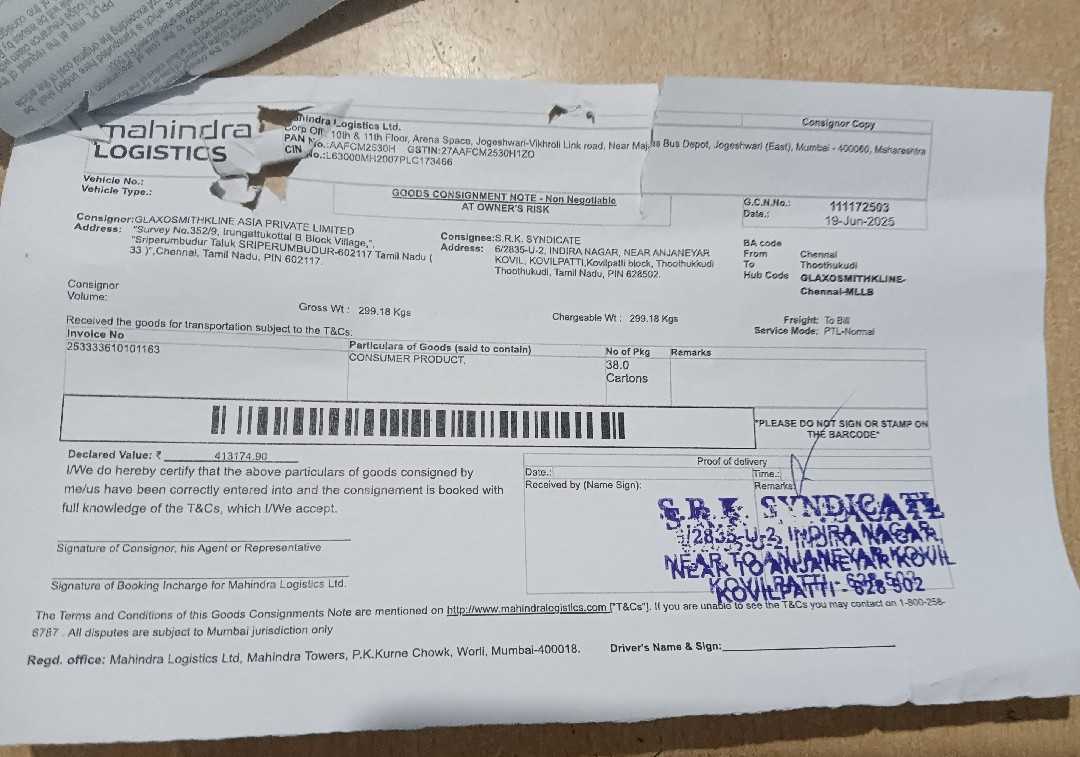 Consignor Copy
mahindra
LOGISTICS
Mahindra Logistics Ltd.
Corp Off: 10th & 11th Floor, Arena Space, Jogeshwari-Vikhroli Link road, Near Majas Bus Depot, Jogeshwari (East), Mumbai - 400060, Maharashtra
PAN No.:AAFCM2530H GSTIN:27AAFCM2530H1ZO
CIN No.:L63000MH2007PLC173466
Vehicle No.:
Vehicle Type.:
GOODS CONSIGNMENT NOTE - Non Negotiable
AT OWNER'S RISK
G.C.N.No.: 111172503
Date.: 19-Jun-2025
Consignor:GLAXOSMITHKLINE ASIA PRIVATE LIMITED
Address: "Survey No.352/9, Irungattukottai B Block Village,",
"Sriperumbudur Taluk SRIPERUMBUDUR-602117 Tamil Nadu (
33 )",Chennai, Tamil Nadu, PIN 602117.
Consignee:S.R.K. SYNDICATE
Address: 6/2835-U-2, INDIRA NAGAR, NEAR ANJANEYAR
KOVIL, KOVILPATTI,Kovilpatti block, Thoothukkudi
Thoothukudi, Tamil Nadu, PIN 628502.
BA code
From Chennai
To Thoothukudi
Hub Code GLAXOSMITHKLINE-
Chennai-MLLB
Consignor
Volume:
Gross Wt : 299.18 Kgs
Chargeable Wt : 299.18 Kgs
Freight: To Bill
Service Mode: PTL-Normal
Received the goods for transportation subject to the T&Cs:
Invoice No Particulars of Goods (said to contain) No of Pkg Remarks
253333610101163 CONSUMER PRODUCT. 38.0
Cartons
*PLEASE DO NOT SIGN OR STAMP ON
THE BARCODE*
Declared Value: ₹ 413174.90
I/We do hereby certify that the above particulars of goods consigned by
me/us have been correctly entered into and the consignement is booked with
full knowledge of the T&Cs, which I/We accept.
Proof of delivery
Date.: Time.:
Received by (Name Sign): Remarks:
S.R.K. SYNDICATE
6/2835-U-2, INDIRA NAGAR,
NEAR TO ANJANEYAR KOVIL
KOVILPATTI - 628 502
Signature of Consignor, his Agent or Representative
Signature of Booking Incharge for Mahindra Logistics Ltd.
The Terms and Conditions of this Goods Consignments Note are mentioned on http://www.mahindralogistics.com ["T&Cs"]. If you are unable to see the T&Cs you may contact on 1-800-258-
6787 . All disputes are subject to Mumbai jurisdiction only
Regd. office: Mahindra Logistics Ltd, Mahindra Towers, P.K.Kurne Chowk, Worli, Mumbai-400018.
Driver's Name & Sign: